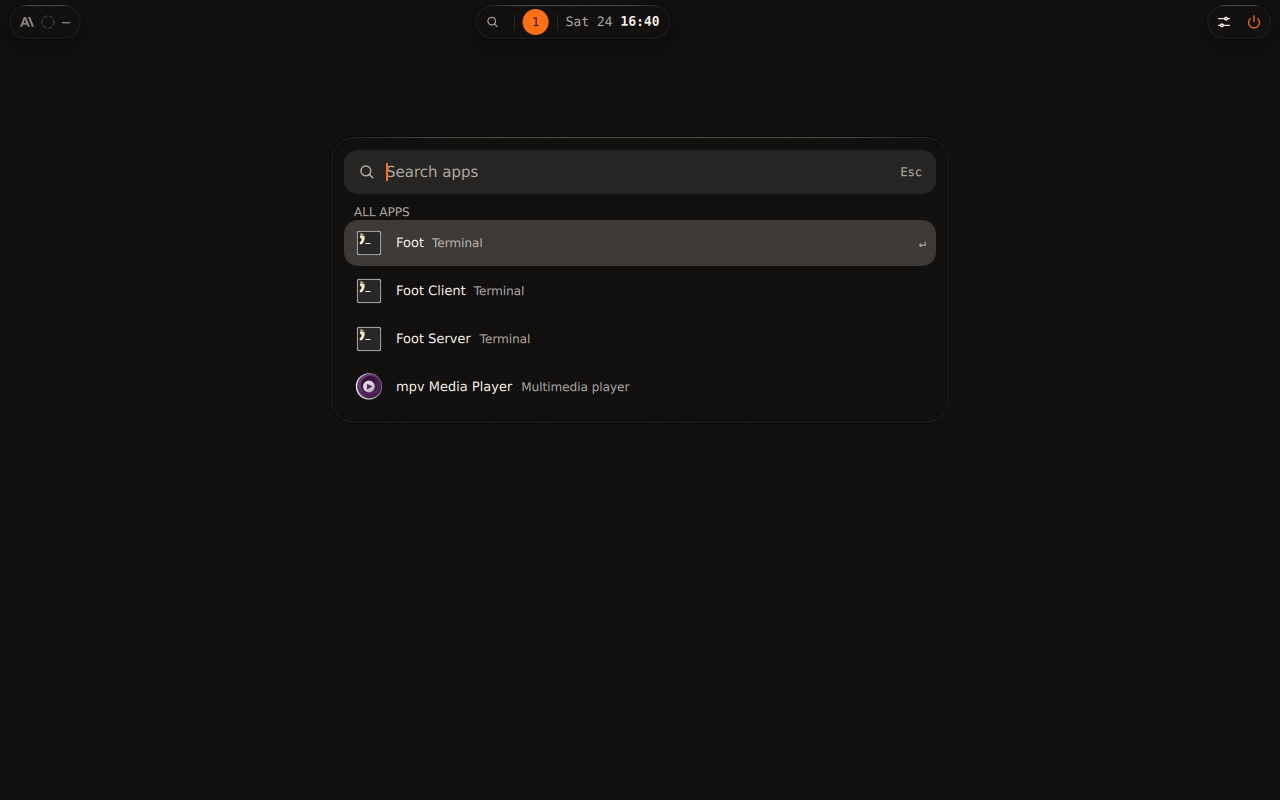 A\ –
1 Sat 24 16:40
Search apps Esc
ALL APPS
Foot Terminal ↵
Foot Client Terminal
Foot Server Terminal
mpv Media Player Multimedia player